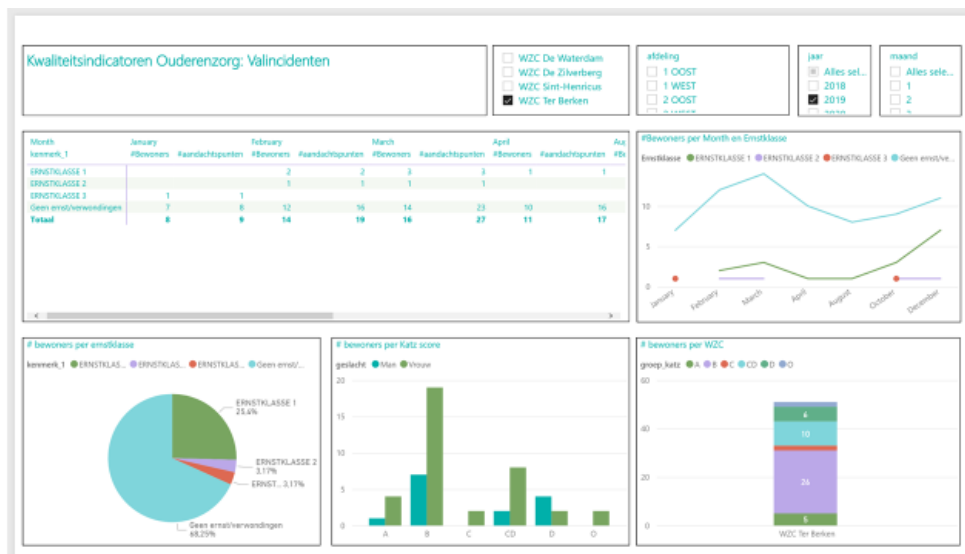 Kwaliteitsindicatoren Ouderenzorg: Valincidenten
WZC De Waterdam
WZC De Zilverberg
WZC Sint-Henricus
WZC Ter Berken
afdeling
1 OOST
1 WEST
2 OOST
jaar
Alles sel...
2018
2019
maand
Alles sele...
1
2
Month January February March April Aug
kenmerk_1 #Bewoners #aandachtspunten #Bewoners #aandachtspunten #Bewoners #aandachtspunten #Bewoners #aandachtspunten
ERNSTKLASSE 1 2 2 3 3 1 1
ERNSTKLASSE 2 1 1 1 1
ERNSTKLASSE 3 1 1
Geen ernst/verwondingen 7 8 12 16 14 23 10 16
Totaal 8 9 14 19 16 27 11 17
#Bewoners per Month en Ernstklasse
Ernstklasse ERNSTKLASSE 1 ERNSTKLASSE 2 ERNSTKLASSE 3 Geen ernst/ve...
10
5
0
January February March April August October December
# bewoners per ernstklasse
kenmerk_1 ERNSTKLAS... ERNSTKLAS... ERNSTKLAS... Geen ernst/...
ERNSTKLASSE 1
25,4%
ERNSTKLASSE 2
3,17%
ERNST... 3,17%
Geen ernst/verwondingen
68,25%
# bewoners per Katz score
geslacht Man Vrouw
20
15
10
5
0
A B C CD D O
# bewoners per WZC
groep_katz A B C CD D O
60
40
20
0
6
10
26
5
WZC Ter Berken